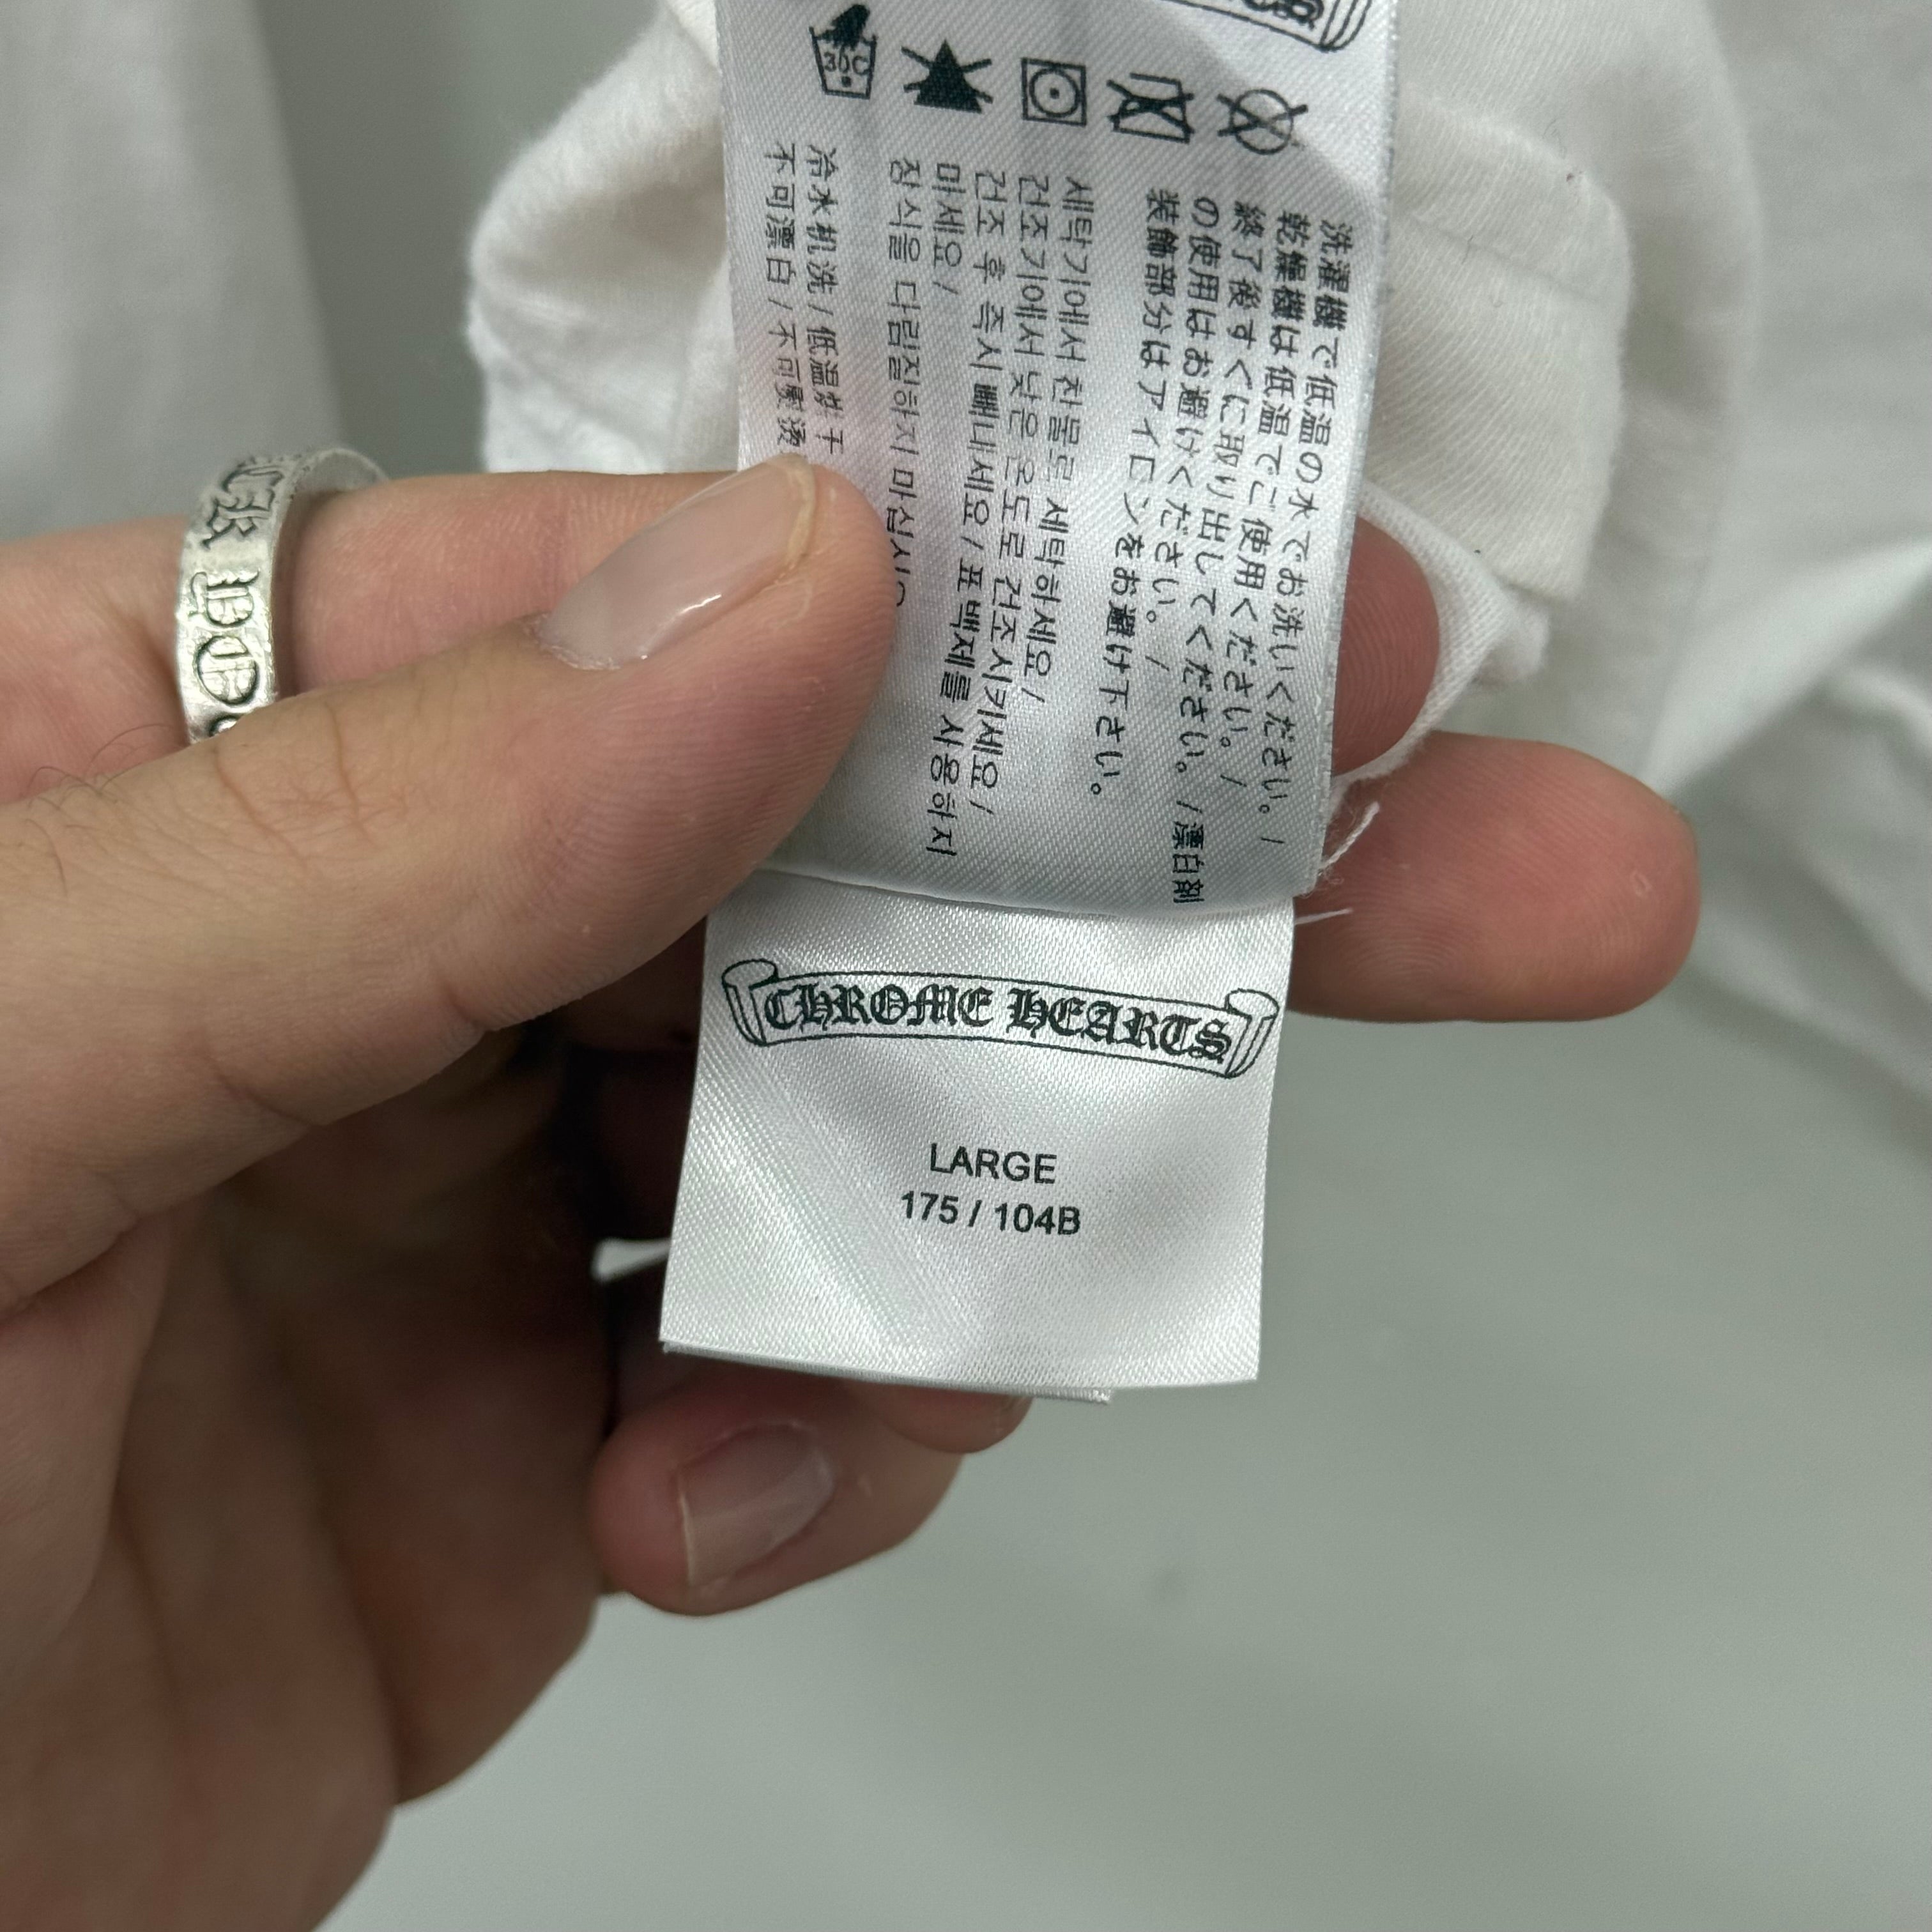 30C
洗濯機で低温の水でお洗いください。/
乾燥機は低温でご使用ください。/
終了後すぐに取り出してください。/漂白剤
の使用はお避けください。/
装飾部分はアイロンをお避け下さい。
세탁기에서 찬물로 세탁하세요/
건조기에서 낮은 온도로 건조시키세요/
건조 후 즉시 빼내세요/표백제를 사용하지
마세요/
장식을 다림질하지 마십시오
冷水机洗/低温烘干
不可漂白/不可熨烫
CHROME HEARTS
LARGE
175 / 104B